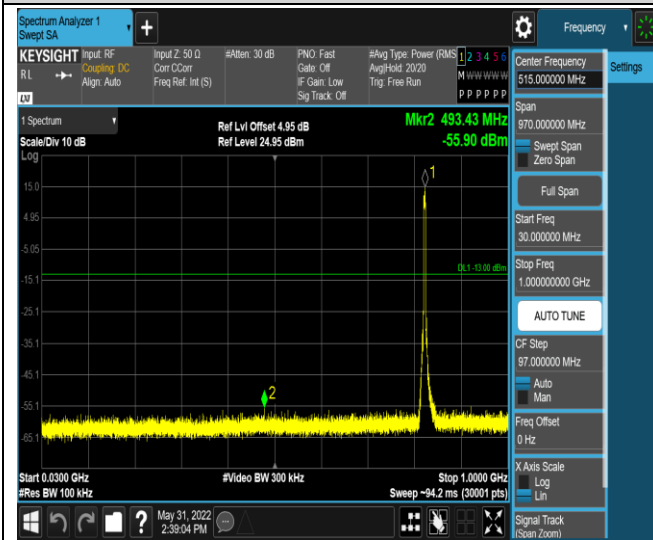 Spectrum Analyzer 1
Swept SA
Frequency
KEYSIGHT
RL
LXI
Input: RF
Coupling: DC
Align: Auto
Input Z: 50 Ω
Corr CCorr
Freq Ref: Int (S)
#Atten: 30 dB
PNO: Fast
Gate: Off
IF Gain: Low
Sig Track: Off
#Avg Type: Power (RMS
Avg|Hold: 20/20
Trig: Free Run
1 2 3 4 5 6
M W W W W W
P P P P P P
Center Frequency
515.000000 MHz
Settings
Span
970.000000 MHz
Swept Span
Zero Span
Full Span
Start Freq
30.000000 MHz
Stop Freq
1.000000000 GHz
AUTO TUNE
CF Step
97.000000 MHz
Auto
Man
Freq Offset
0 Hz
X Axis Scale
Log
Lin
Signal Track
(Span Zoom)
1 Spectrum
Scale/Div 10 dB
Log
Ref Lvl Offset 4.95 dB
Ref Level 24.95 dBm
Mkr2 493.43 MHz
-55.90 dBm
1
15.0
4.95
-5.05
DL1 -13.00 dBm
-15.1
-25.1
-35.1
-45.1
2
-55.1
-65.1
Start 0.0300 GHz
#Res BW 100 kHz
#Video BW 300 kHz
Stop 1.0000 GHz
Sweep ~94.2 ms (30001 pts)
?
May 31, 2022
2:39:04 PM